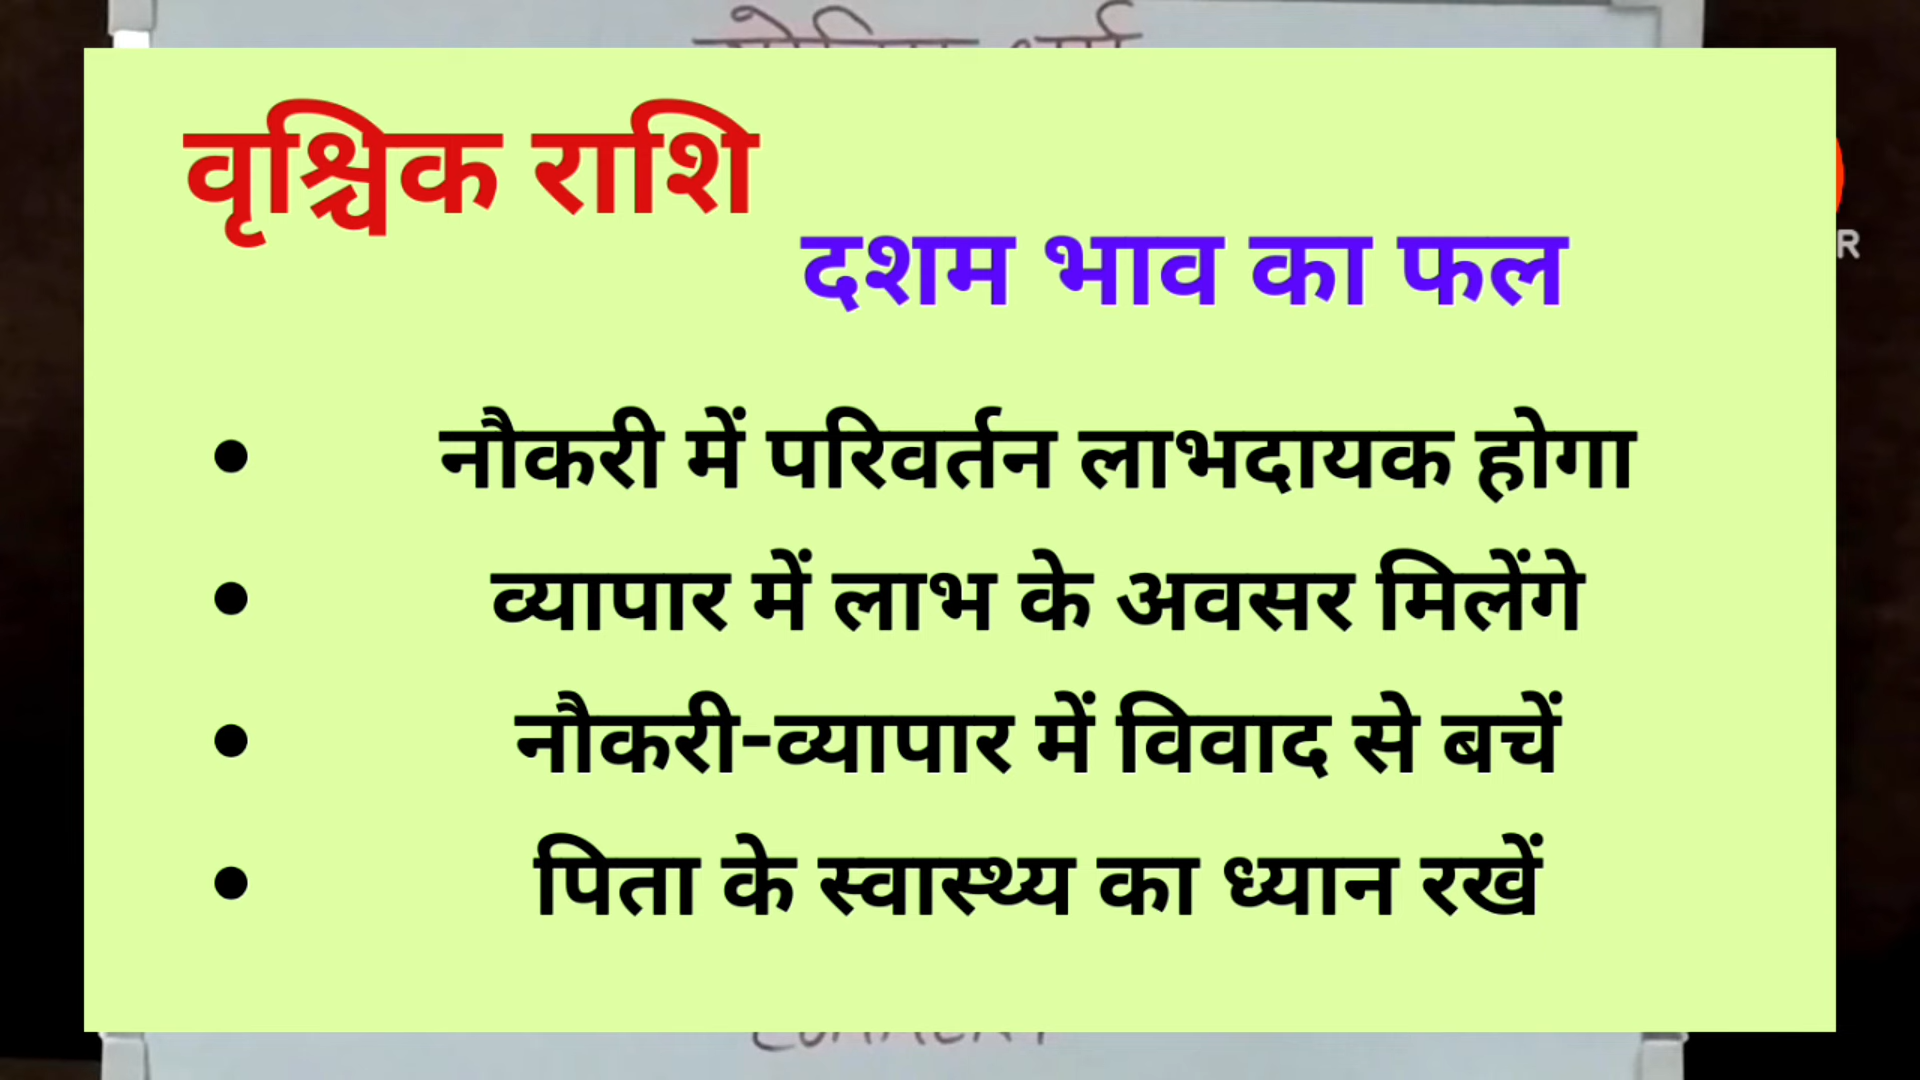 वृश्चिक राशि
दशम भाव का फल
• नौकरी में परिवर्तन लाभदायक होगा
• व्यापार में लाभ के अवसर मिलेंगे
• नौकरी-व्यापार में विवाद से बचें
• पिता के स्वास्थ्य का ध्यान रखें